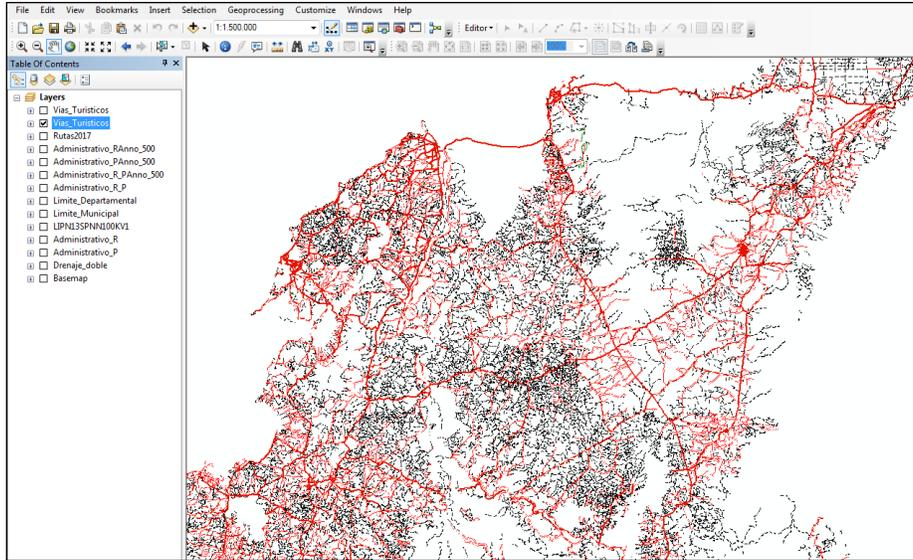 File Edit View Bookmarks Insert Selection Geoprocessing Customize Windows Help
1:1.500.000
Editor
Table Of Contents
Layers
Vias_Turisticos
Vias_Turisticos
Rutas2017
Administrativo_RAnno_500
Administrativo_PAnno_500
Administrativo_R_PAnno_500
Administrativo_R_P
Limite_Departamental
Limite_Municipal
LIPN13SPNN100KV1
Administrativo_R
Administrativo_P
Drenaje_doble
Basemap